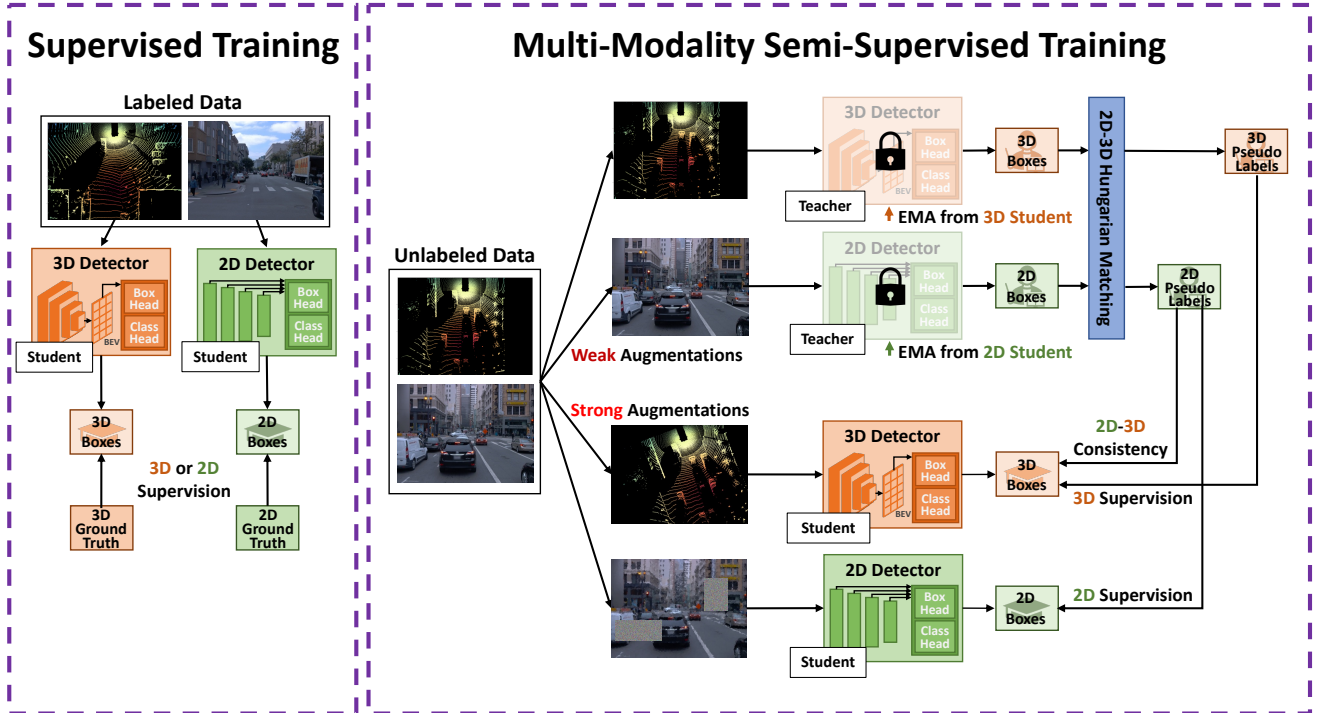 Supervised Training
Labeled Data
3D Detector
Box
Head
Class
Head
BEV
Student
2D Detector
Box
Head
Class
Head
Student
3D
Boxes
2D
Boxes
3D or 2D
Supervision
3D
Ground
Truth
2D
Ground
Truth
Multi-Modality Semi-Supervised Training
Unlabeled Data
Weak Augmentations
Strong Augmentations
3D Detector
Box
Head
Class
Head
BEV
Teacher
EMA from 3D Student
2D Detector
Box
Head
Class
Head
Teacher
EMA from 2D Student
3D
Boxes
2D
Boxes
2D-3D Hungarian Matching
3D
Pseudo
Labels
2D
Pseudo
Labels
3D Detector
Box
Head
Class
Head
BEV
Student
3D
Boxes
2D-3D
Consistency
3D Supervision
2D Detector
Box
Head
Class
Head
Student
2D
Boxes
2D Supervision